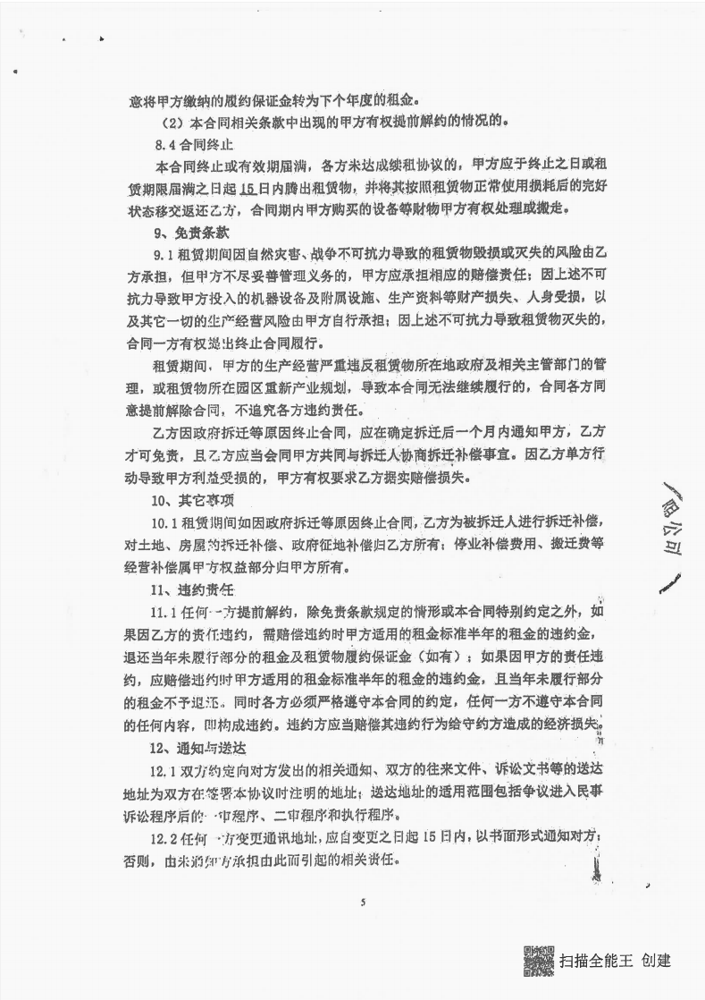 意将甲方缴纳的履约保证金转为下个年度的租金。
（2）本合同相关条款中出现的甲方有权提前解约的情况的。
8.4 合同终止
本合同终止或有效期届满，各方未达成续租协议的，甲方应于终止之日或租
赁期限届满之日起 15 日内腾出租赁物，并将其按照租赁物正常使用损耗后的完好
状态移交返还乙方，合同期内甲方购买的设备等财物甲方有权处理或搬走。
9、免责条款
9.1 租赁期间因自然灾害、战争不可抗力导致的租赁物毁损或灭失的风险由乙
方承担，但甲方不尽妥善管理义务的，甲方应承担相应的赔偿责任；因上述不可
抗力导致甲方投入的机器设备及附属设施、生产资料等财产损失、人身受损，以
及其它一切的生产经营风险由甲方自行承担；因上述不可抗力导致租赁物灭失的，
合同一方有权提出终止合同履行。
租赁期间，甲方的生产经营严重违反租赁物所在地政府及相关主管部门的管
理，或租赁物所在园区重新产业规划，导致本合同无法继续履行的，合同各方同
意提前解除合同，不追究各方违约责任。
乙方因政府拆迁等原因终止合同，应在确定拆迁后一个月内通知甲方，乙方
才可免责，且乙方应当会同甲方共同与拆迁人协商拆迁补偿事宜。因乙方单方行
动导致甲方利益受损的，甲方有权要求乙方据实赔偿损失。
10、其它事项
10.1 租赁期间如因政府拆迁等原因终止合同，乙方为被拆迁人进行拆迁补偿，
对土地、房屋的拆迁补偿、政府征地补偿归乙方所有；停业补偿费用、搬迁费等
经营补偿属甲方权益部分归甲方所有。
11、违约责任
11.1 任何一方提前解约，除免责条款规定的情形或本合同特别约定之外，如
果因乙方的责任违约，需赔偿违约时甲方适用的租金标准半年的租金的违约金，
退还当年未履行部分的租金及租赁物履约保证金（如有）；如果因甲方的责任违
约，应赔偿违约时甲方适用的租金标准半年的租金的违约金，且当年未履行部分
的租金不予退还。同时各方必须严格遵守本合同的约定，任何一方不遵守本合同
的任何内容，即构成违约。违约方应当赔偿其违约行为给守约方造成的经济损失。
12、通知与送达
12.1 双方约定向对方发出的相关通知、双方的往来文件、诉讼文书等的送达
地址为双方在签署本协议时注明的地址；送达地址的适用范围包括争议进入民事
诉讼程序后的一审程序、二审程序和执行程序。
12.2 任何一方变更通讯地址，应自变更之日起 15 日内，以书面形式通知对方；
否则，由未通知方承担由此而引起的相关责任。
5
公司
扫描全能王 创建